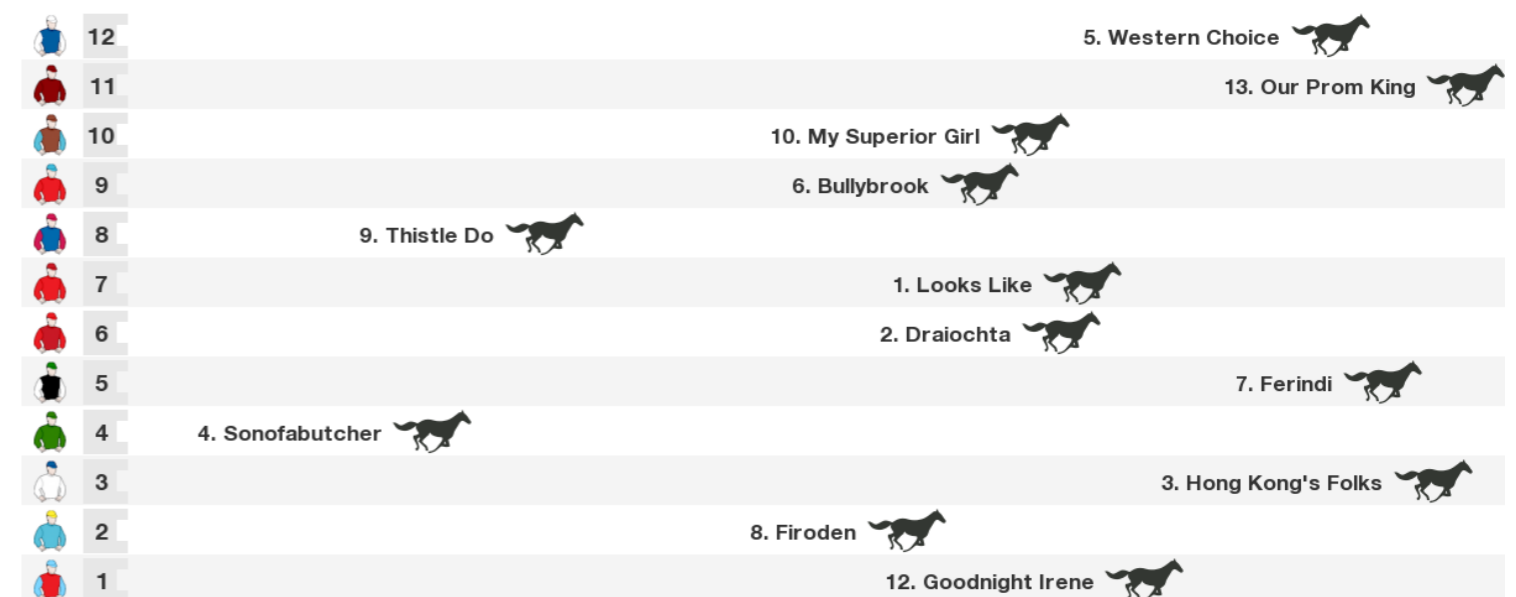 12 5. Western Choice
11 13. Our Prom King
10 10. My Superior Girl
9 6. Bullybrook
8 9. Thistle Do
7 1. Looks Like
6 2. Draiochta
5 7. Ferindi
4 4. Sonofabutcher
3 3. Hong Kong's Folks
2 8. Firoden
1 12. Goodnight Irene